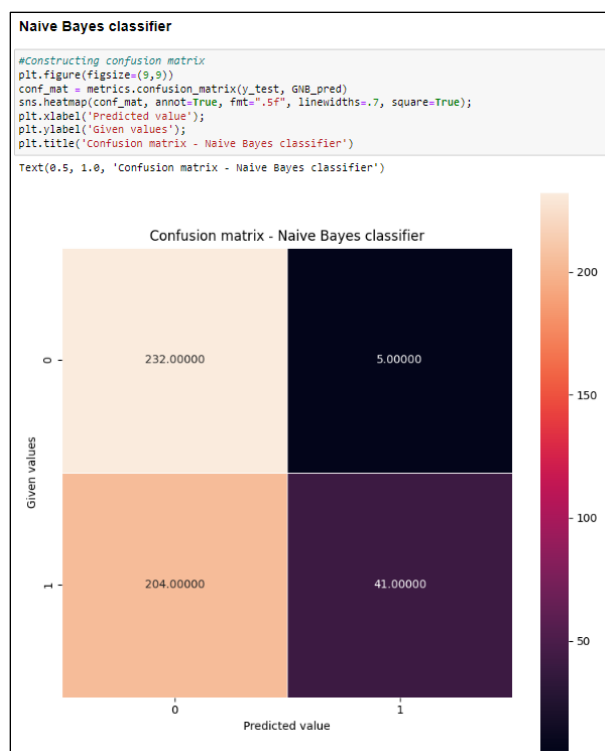 Naive Bayes classifier
#Constructing confusion matrix
plt.figure(figsize=(9,9))
conf_mat = metrics.confusion_matrix(y_test, GNB_pred)
sns.heatmap(conf_mat, annot=True, fmt=".5f", linewidths=.7, square=True);
plt.xlabel('Predicted value');
plt.ylabel('Given values');
plt.title('Confusion matrix - Naive Bayes classifier')
Text(0.5, 1.0, 'Confusion matrix - Naive Bayes classifier')
Confusion matrix - Naive Bayes classifier
200
0
232.00000
5.00000
150
Given values
100
1
204.00000
41.00000
50
0
1
Predicted value